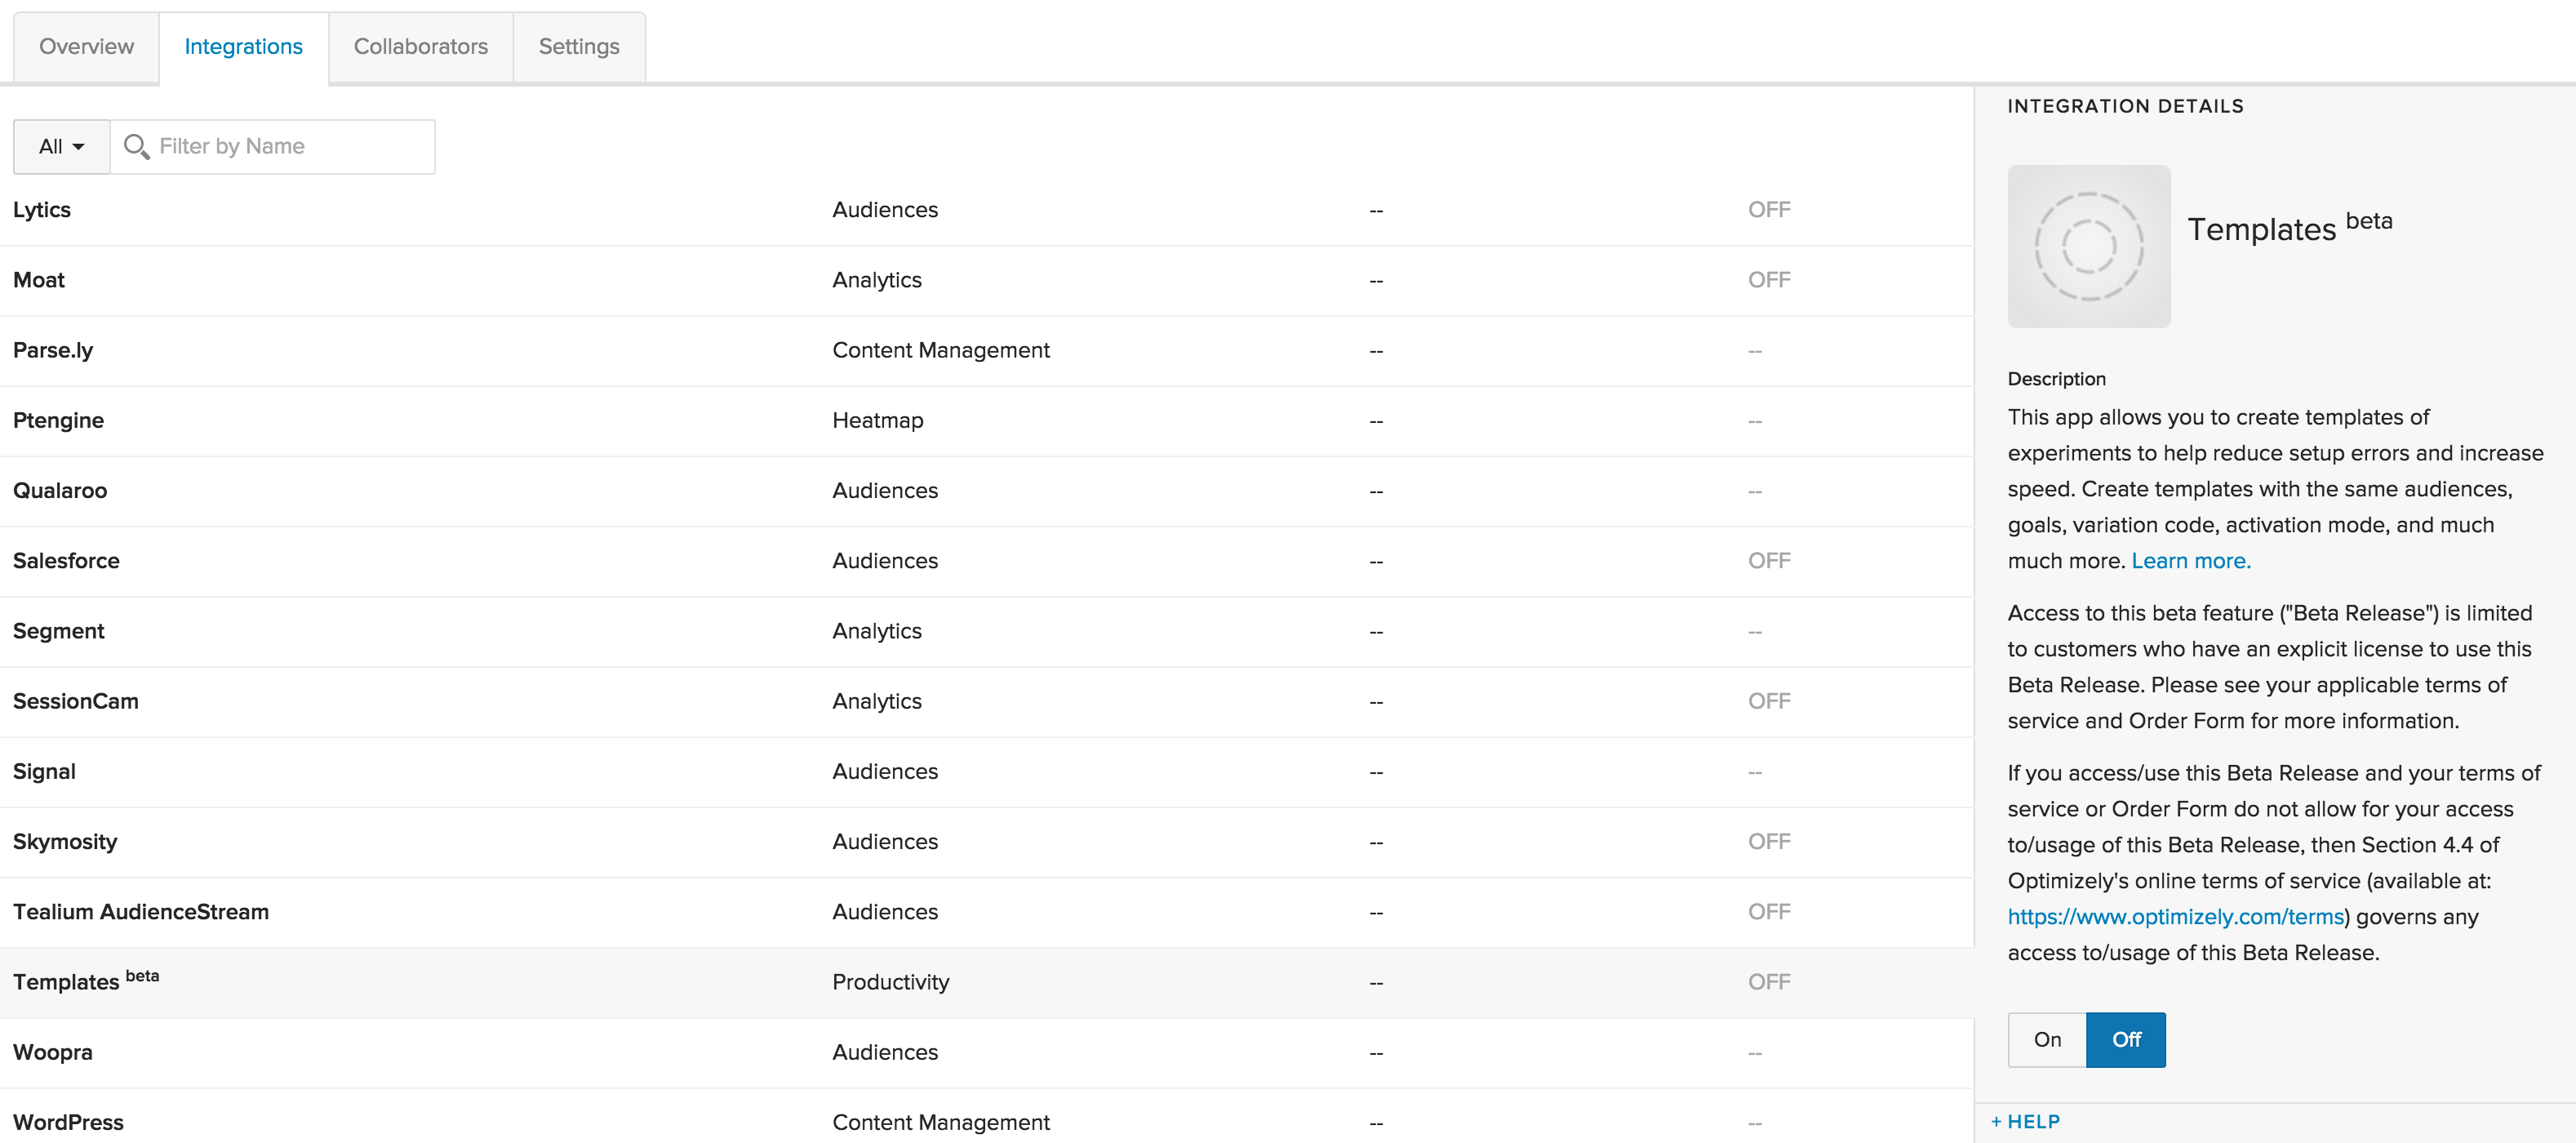 Overview Integrations Collaborators Settings
All Filter by Name
Lytics Audiences -- OFF
Moat Analytics -- OFF
Parse.ly Content Management -- --
Ptengine Heatmap -- --
Qualaroo Audiences -- --
Salesforce Audiences -- OFF
Segment Analytics -- --
SessionCam Analytics -- OFF
Signal Audiences -- --
Skymosity Audiences -- OFF
Tealium AudienceStream Audiences -- OFF
Templates beta Productivity -- OFF
Woopra Audiences -- --
WordPress Content Management -- --
INTEGRATION DETAILS
Templates beta
Description
This app allows you to create templates of
experiments to help reduce setup errors and increase
speed. Create templates with the same audiences,
goals, variation code, activation mode, and much
much more. Learn more.
Access to this beta feature ("Beta Release") is limited
to customers who have an explicit license to use this
Beta Release. Please see your applicable terms of
service and Order Form for more information.
If you access/use this Beta Release and your terms of
service or Order Form do not allow for your access
to/usage of this Beta Release, then Section 4.4 of
Optimizely's online terms of service (available at:
https://www.optimizely.com/terms) governs any
access to/usage of this Beta Release.
On Off
+ HELP